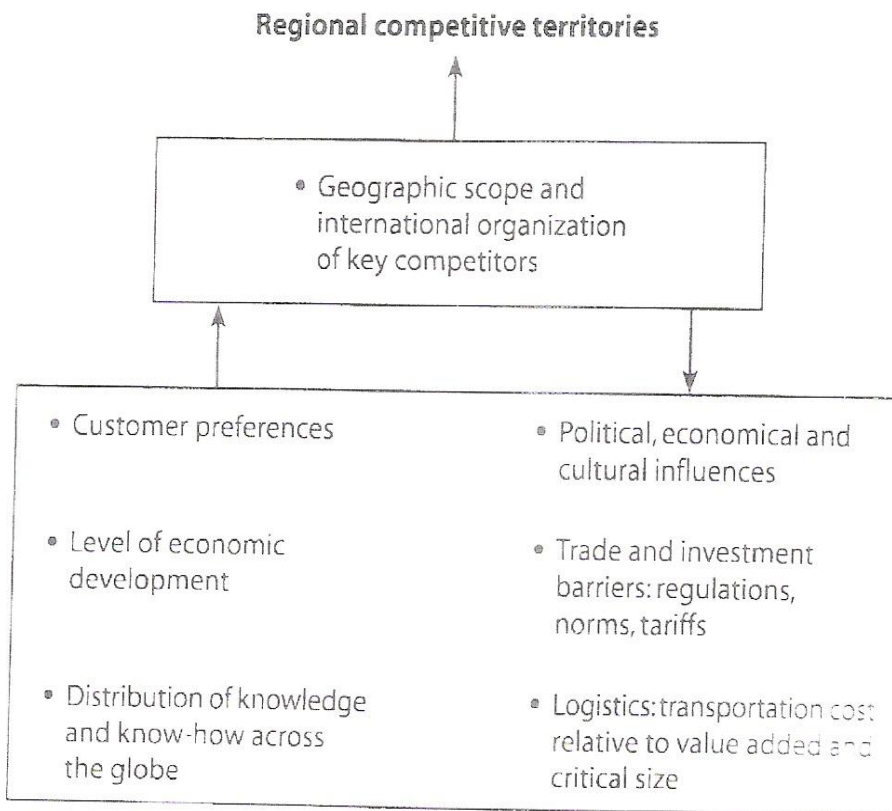 Regional competitive territories
• Geographic scope and
international organization
of key competitors
• Customer preferences
• Level of economic
development
• Distribution of knowledge
and know-how across
the globe
• Political, economical and
cultural influences
• Trade and investment
barriers: regulations,
norms, tariffs
• Logistics: transportation cost
relative to value added and
critical size